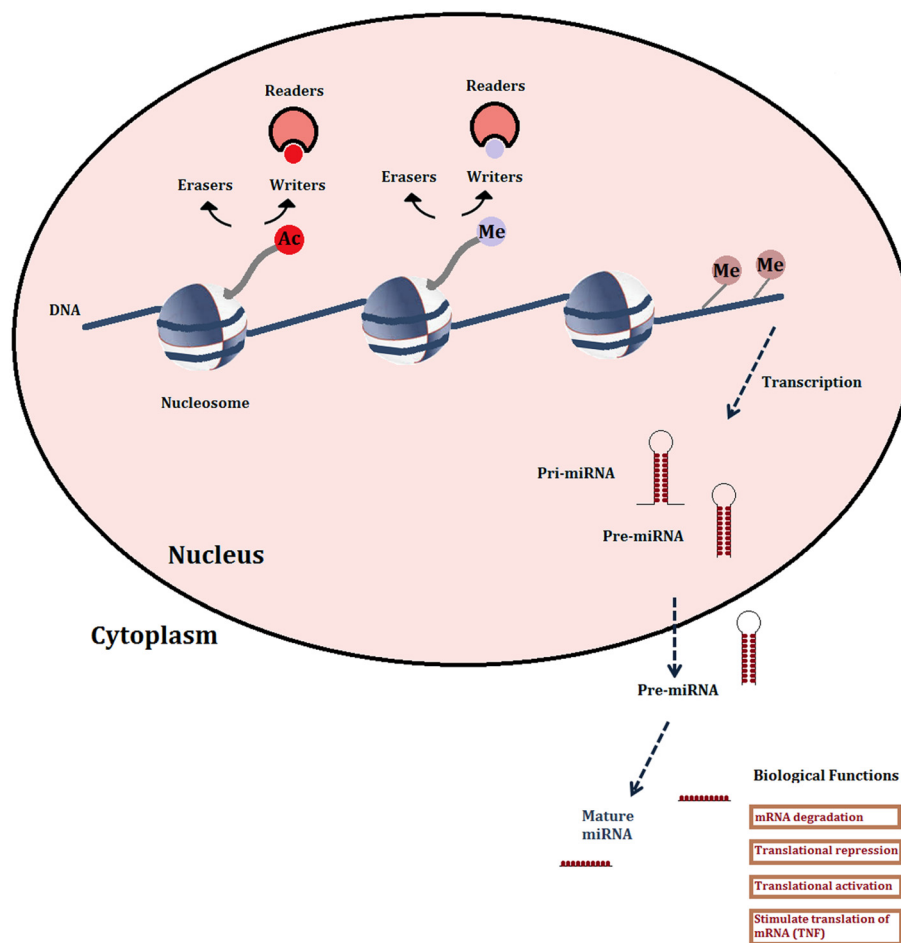 Readers
Readers
Erasers
Writers
Erasers
Writers
Ac
Me
Me
Me
DNA
Nucleosome
Transcription
Pri-miRNA
Pre-miRNA
Nucleus
Cytoplasm
Pre-miRNA
Biological Functions
Mature
miRNA
mRNA degradation
Translational repression
Translational activation
Stimulate translation of
mRNA (TNF)